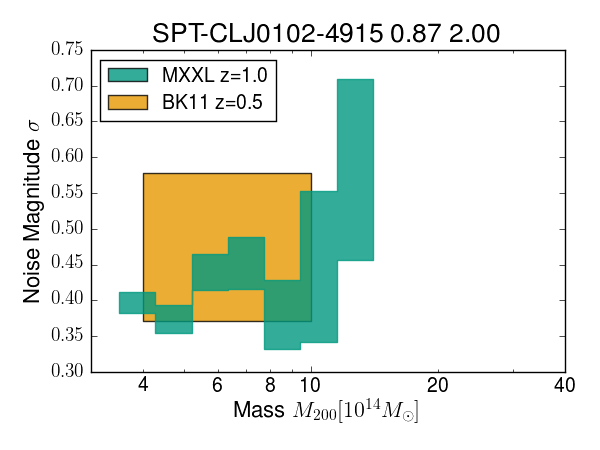 SPT-CLJ0102-4915 0.87 2.00
0.75
0.70
0.65
0.60
0.55
0.50
0.45
0.40
0.35
0.30
Noise Magnitude σ
MXXL z=1.0
BK11 z=0.5
4 6 8 10 20 40
Mass M₂₀₀[10¹⁴M☉]